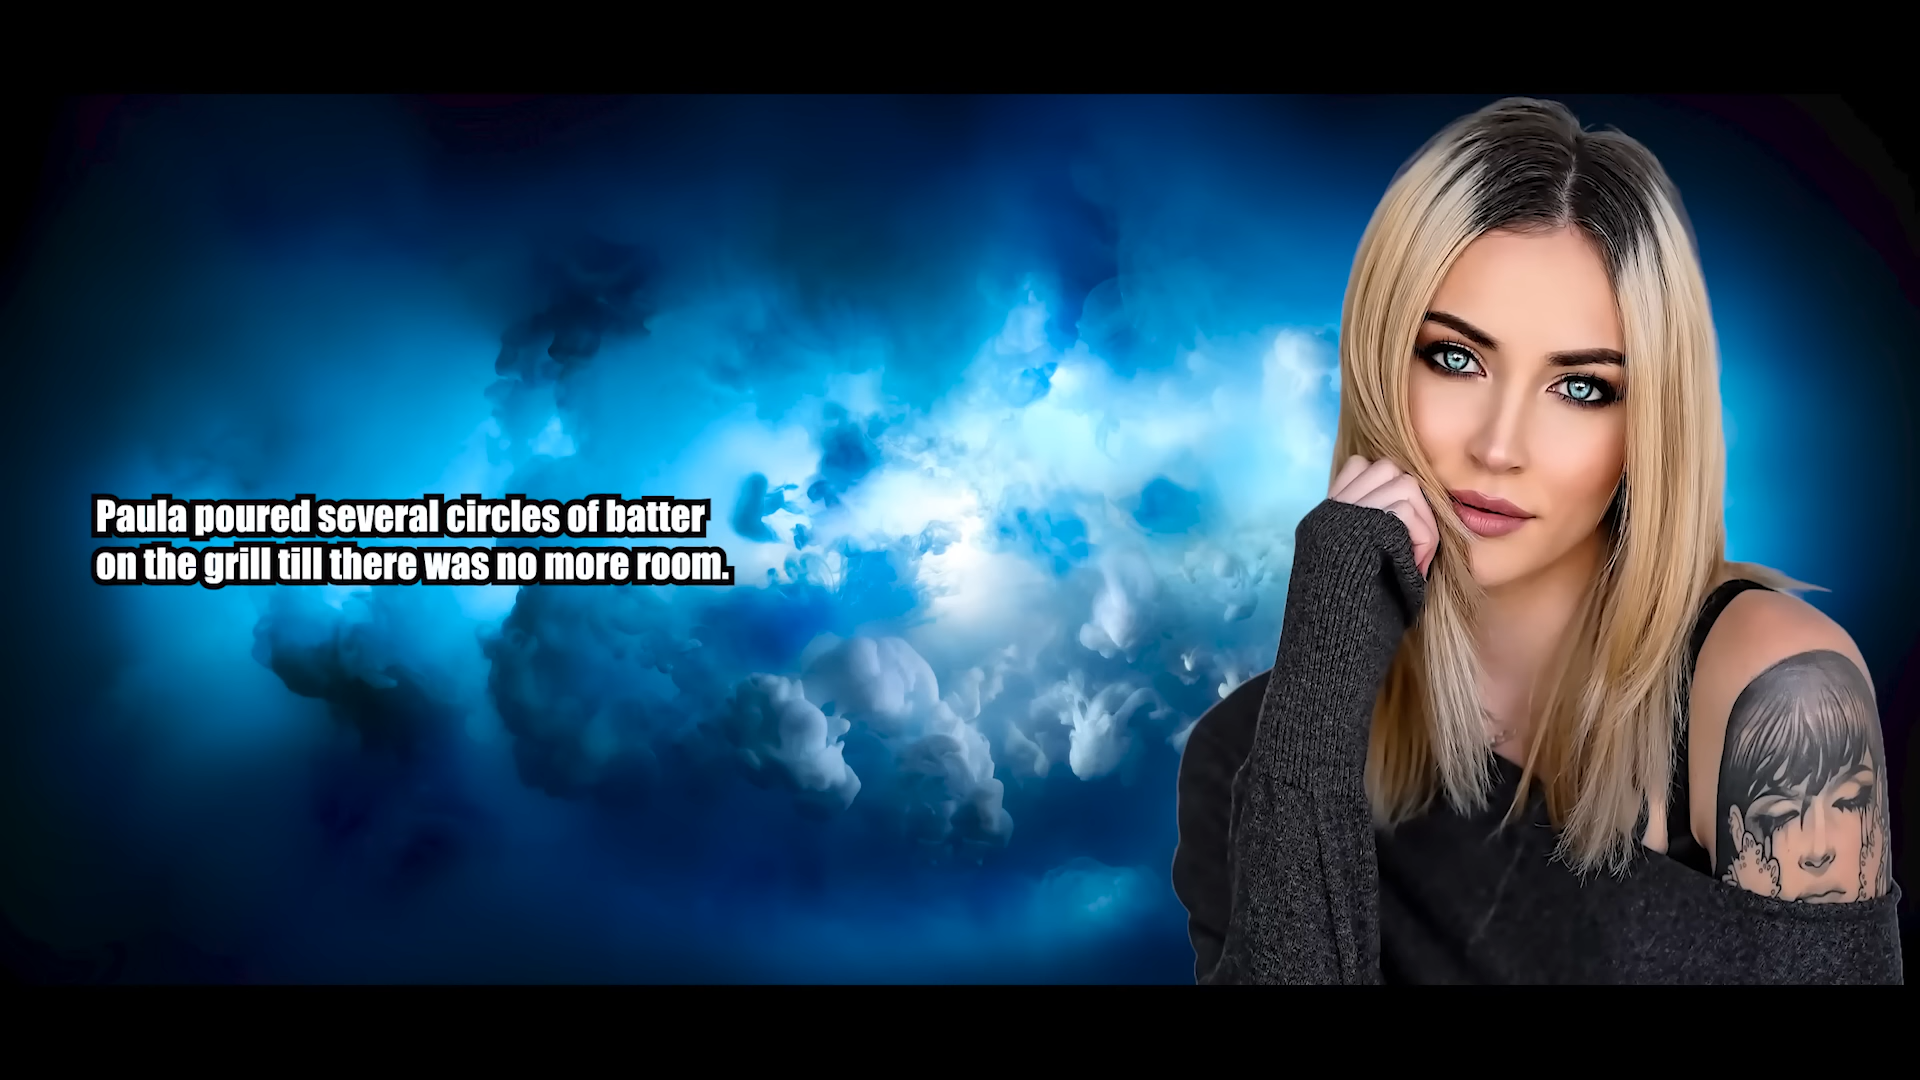 Paula poured several circles of batter
on the grill till there was no more room.